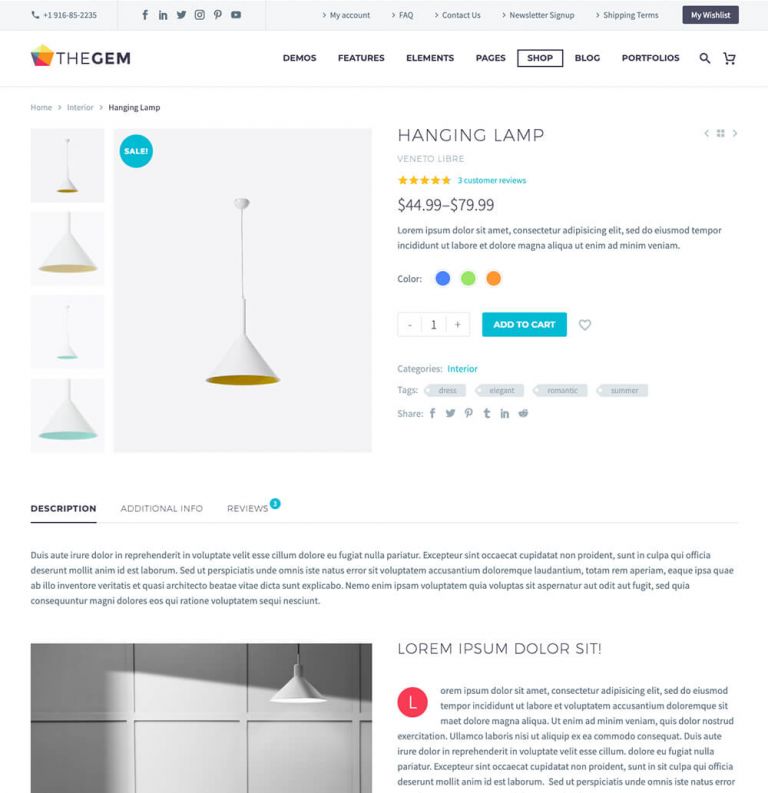 +1 916-85-2235
My account
FAQ
Contact Us
Newsletter Signup
Shipping Terms
My Wishlist
THEGEM
DEMOS
FEATURES
ELEMENTS
PAGES
SHOP
BLOG
PORTFOLIOS
Home > Interior > Hanging Lamp
SALE!
HANGING LAMP
VENETO LIBRE
3 customer reviews
$44.99–$79.99
Lorem ipsum dolor sit amet, consectetur adipisicing elit, sed do eiusmod tempor
incididunt ut labore et dolore magna aliqua ut enim ad minim veniam.
Color:
- 1 +
ADD TO CART
Categories: Interior
Tags: dress elegant romantic summer
Share:
DESCRIPTION
ADDITIONAL INFO
REVIEWS 3
Duis aute irure dolor in reprehenderit in voluptate velit esse cillum dolore eu fugiat nulla pariatur. Excepteur sint occaecat cupidatat non proident, sunt in culpa qui officia
deserunt mollit anim id est laborum. Sed ut perspiciatis unde omnis iste natus error sit voluptatem accusantium doloremque laudantium, totam rem aperiam, eaque ipsa quae
ab illo inventore veritatis et quasi architecto beatae vitae dicta sunt explicabo. Nemo enim ipsam voluptatem quia voluptas sit aspernatur aut odit aut fugit, sed quia
consequuntur magni dolores eos qui ratione voluptatem sequi nesciunt.
LOREM IPSUM DOLOR SIT!
L
orem ipsum dolor sit amet, consectetur adipisicing elit, sed do eiusmod
tempor incididunt ut labore et voluptatem accusantium doloremque sit
maet dolore magna aliqua. Ut enim ad minim veniam, quis dolor nostrud
exercitation. Ullamco laboris nisi ut aliquip ex ea commodo consequat. Duis aute
irure dolor in reprehenderit in voluptate velit esse cillum. dolore eu fugiat nulla
pariatur. Excepteur sint occaecat cupidatat non proident, sunt in sit culpa qui officia
deserunt mollit anim id est laborum. Sed ut perspiciatis unde omnis iste natus error